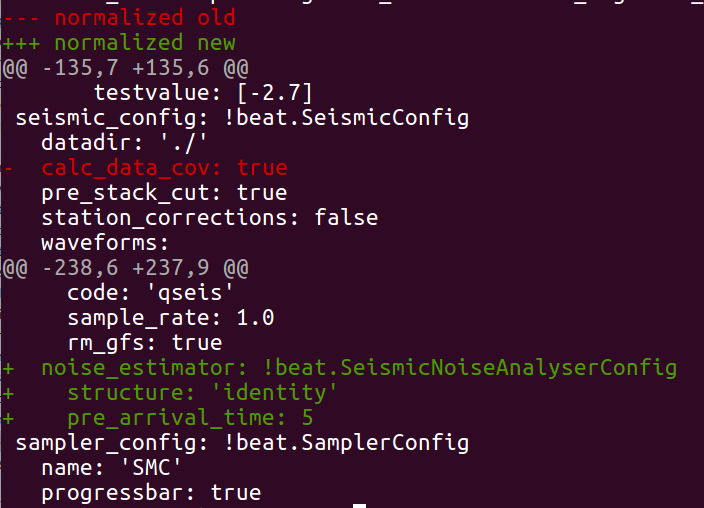 --- normalized old
+++ normalized new
@@ -135,7 +135,6 @@
       testvalue: [-2.7]
 seismic_config: !beat.SeismicConfig
   datadir: './'
-  calc_data_cov: true
   pre_stack_cut: true
   station_corrections: false
   waveforms:
@@ -238,6 +237,9 @@
     code: 'qseis'
     sample_rate: 1.0
     rm_gfs: true
+  noise_estimator: !beat.SeismicNoiseAnalyserConfig
+    structure: 'identity'
+    pre_arrival_time: 5
 sampler_config: !beat.SamplerConfig
   name: 'SMC'
   progressbar: true